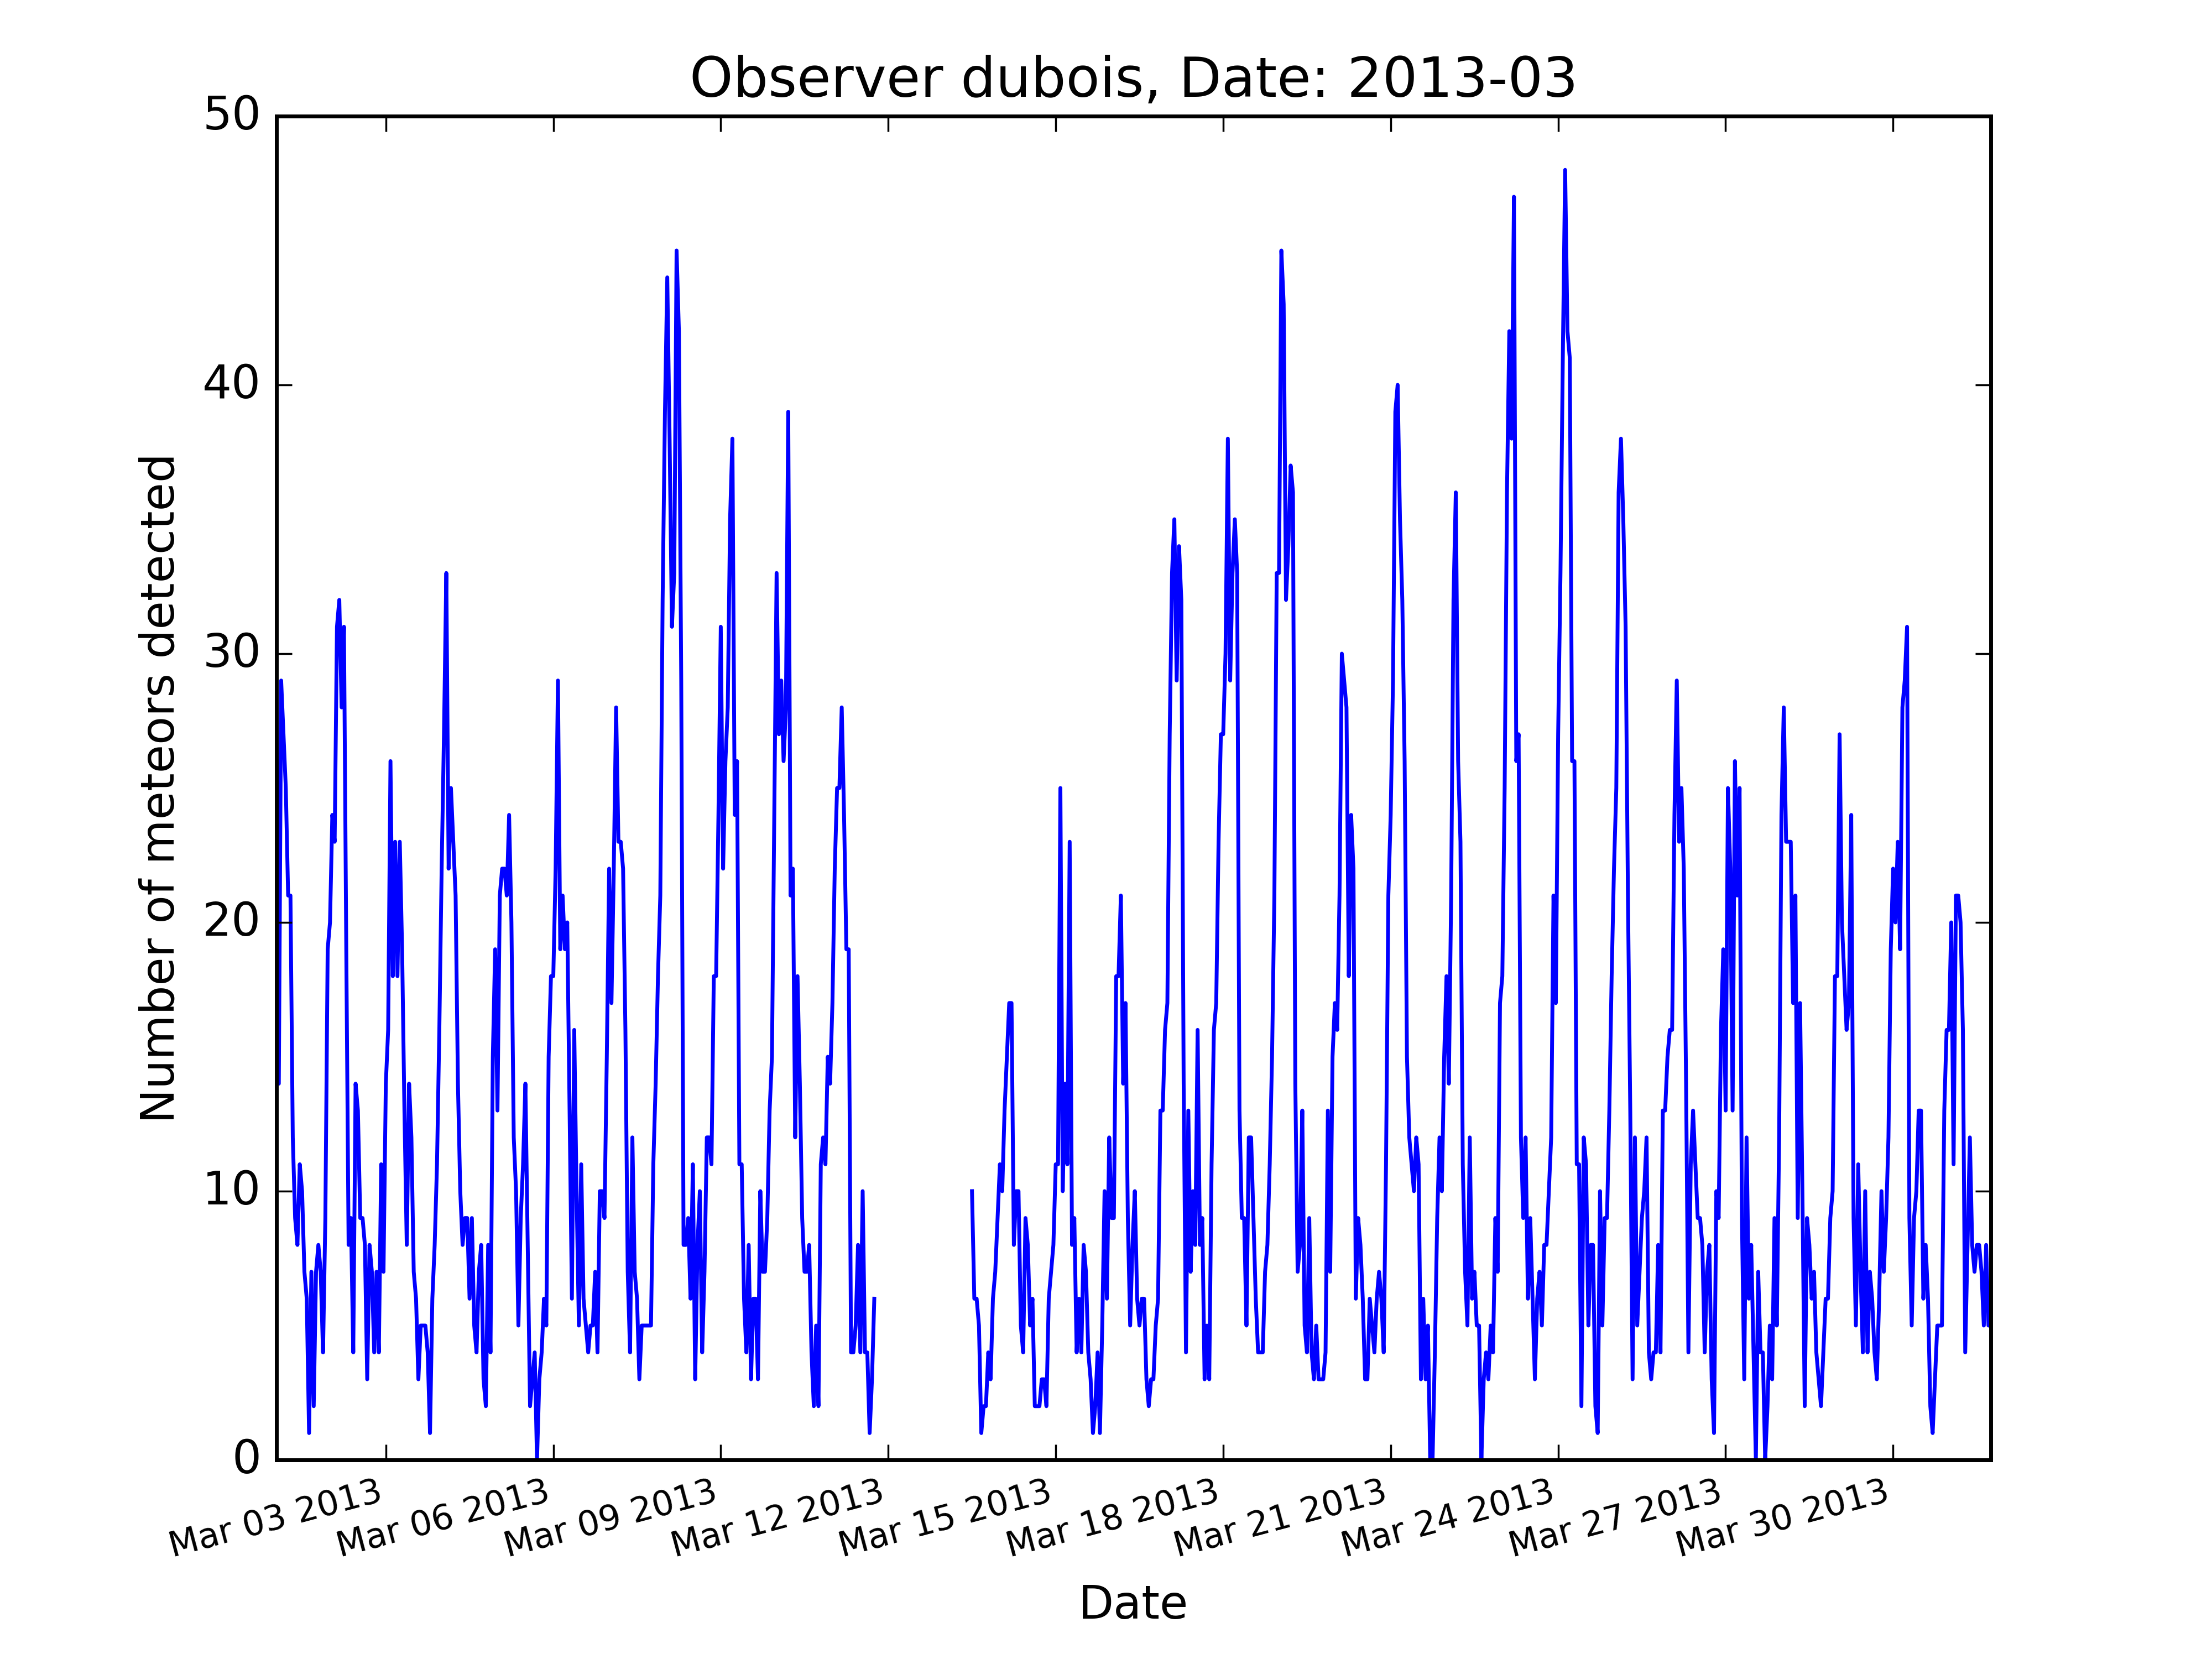 Observer dubois, Date: 2013-03
50
40
30
20
10
0
Number of meteors detected
Mar 03 2013
Mar 06 2013
Mar 09 2013
Mar 12 2013
Mar 15 2013
Mar 18 2013
Mar 21 2013
Mar 24 2013
Mar 27 2013
Mar 30 2013
Date